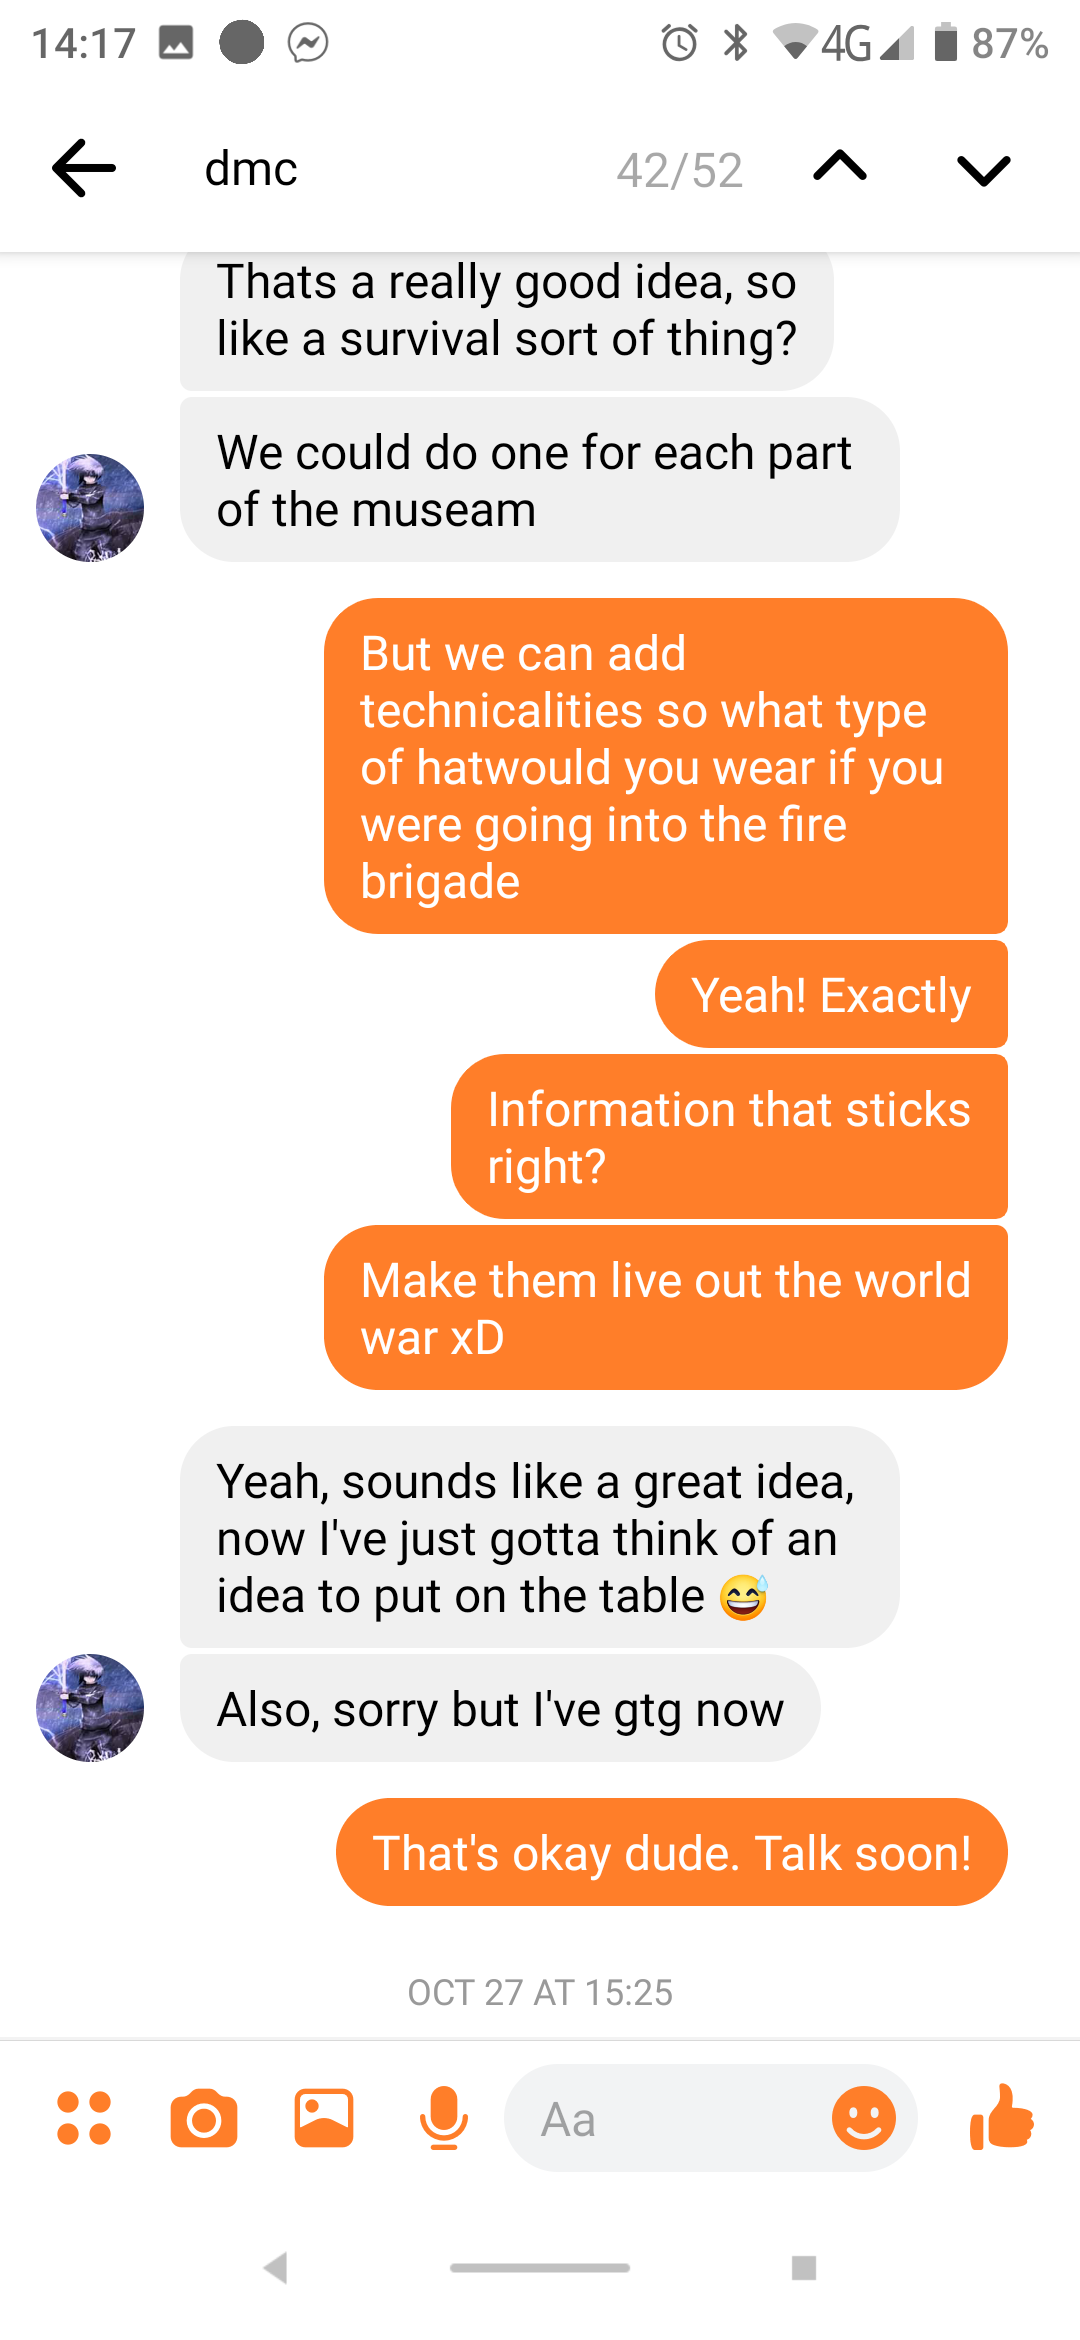 14:17 4G 87%
dmc 42/52
Thats a really good idea, so
like a survival sort of thing?
We could do one for each part
of the museam
But we can add
technicalities so what type
of hatwould you wear if you
were going into the fire
brigade
Yeah! Exactly
Information that sticks
right?
Make them live out the world
war xD
Yeah, sounds like a great idea,
now I've just gotta think of an
idea to put on the table 😅
Also, sorry but I've gtg now
That's okay dude. Talk soon!
OCT 27 AT 15:25
Aa